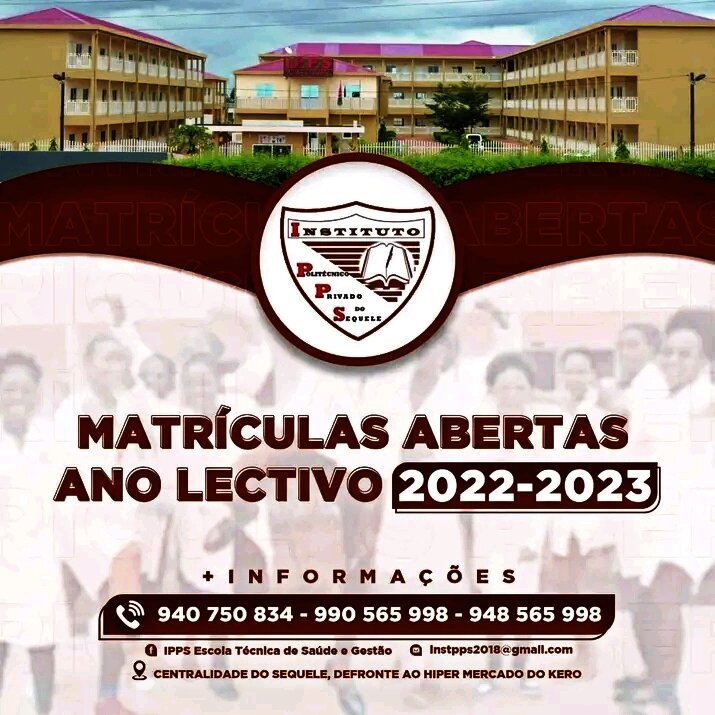 IPPS
MATRÍCULAS ABERTAS
INSTITUTO
POLITÉCNICO
PRIVADO
DO
SEQUELE
MATRÍCULAS ABERTAS
ANO LECTIVO 2022-2023
+ INFORMAÇÕES
940 750 834 - 990 565 998 - 948 565 998
IPPS Escola Técnica de Saúde e Gestão instpps2018@gmail.com
CENTRALIDADE DO SEQUELE, DEFRONTE AO HIPER MERCADO DO KERO